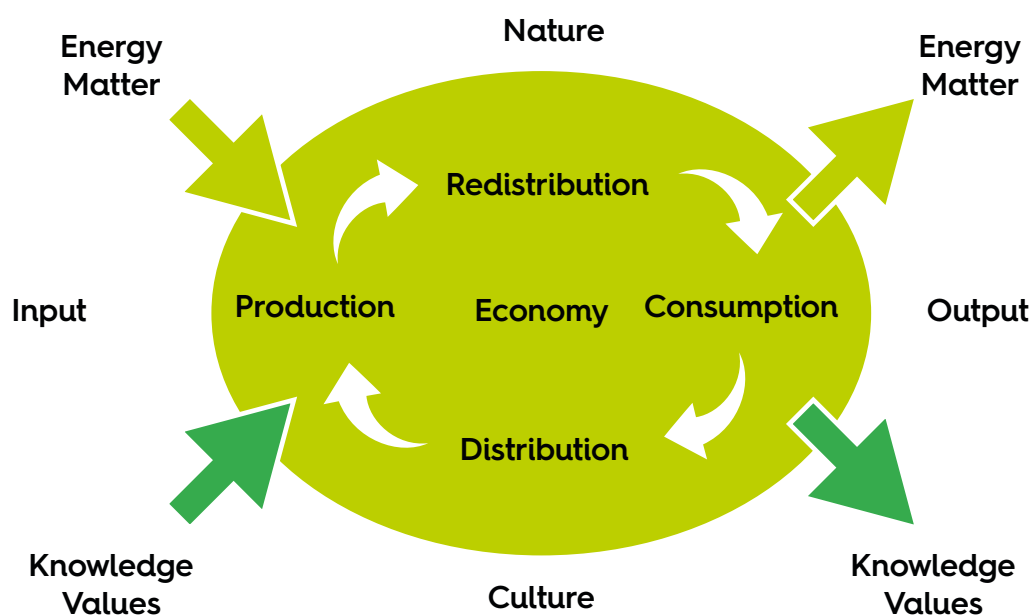 Nature
Energy
Matter
Energy
Matter
Redistribution
Input
Production
Economy
Consumption
Output
Distribution
Knowledge
Values
Culture
Knowledge
Values